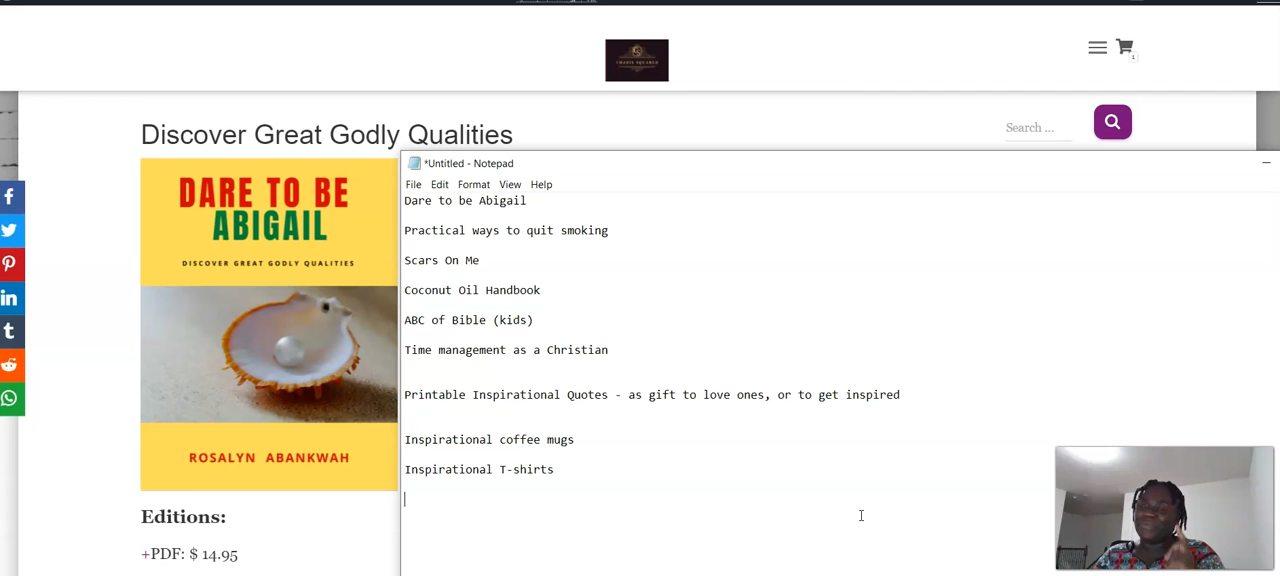 CHARIS SQUARED
1
Discover Great Godly Qualities
Search ...
DARE TO BE
ABIGAIL
DISCOVER GREAT GODLY QUALITIES
ROSALYN ABANKWAH
Editions:
+PDF: $ 14.95
*Untitled - Notepad
File Edit Format View Help
Dare to be Abigail
Practical ways to quit smoking
Scars On Me
Coconut Oil Handbook
ABC of Bible (kids)
Time management as a Christian
Printable Inspirational Quotes - as gift to love ones, or to get inspired
Inspirational coffee mugs
Inspirational T-shirts